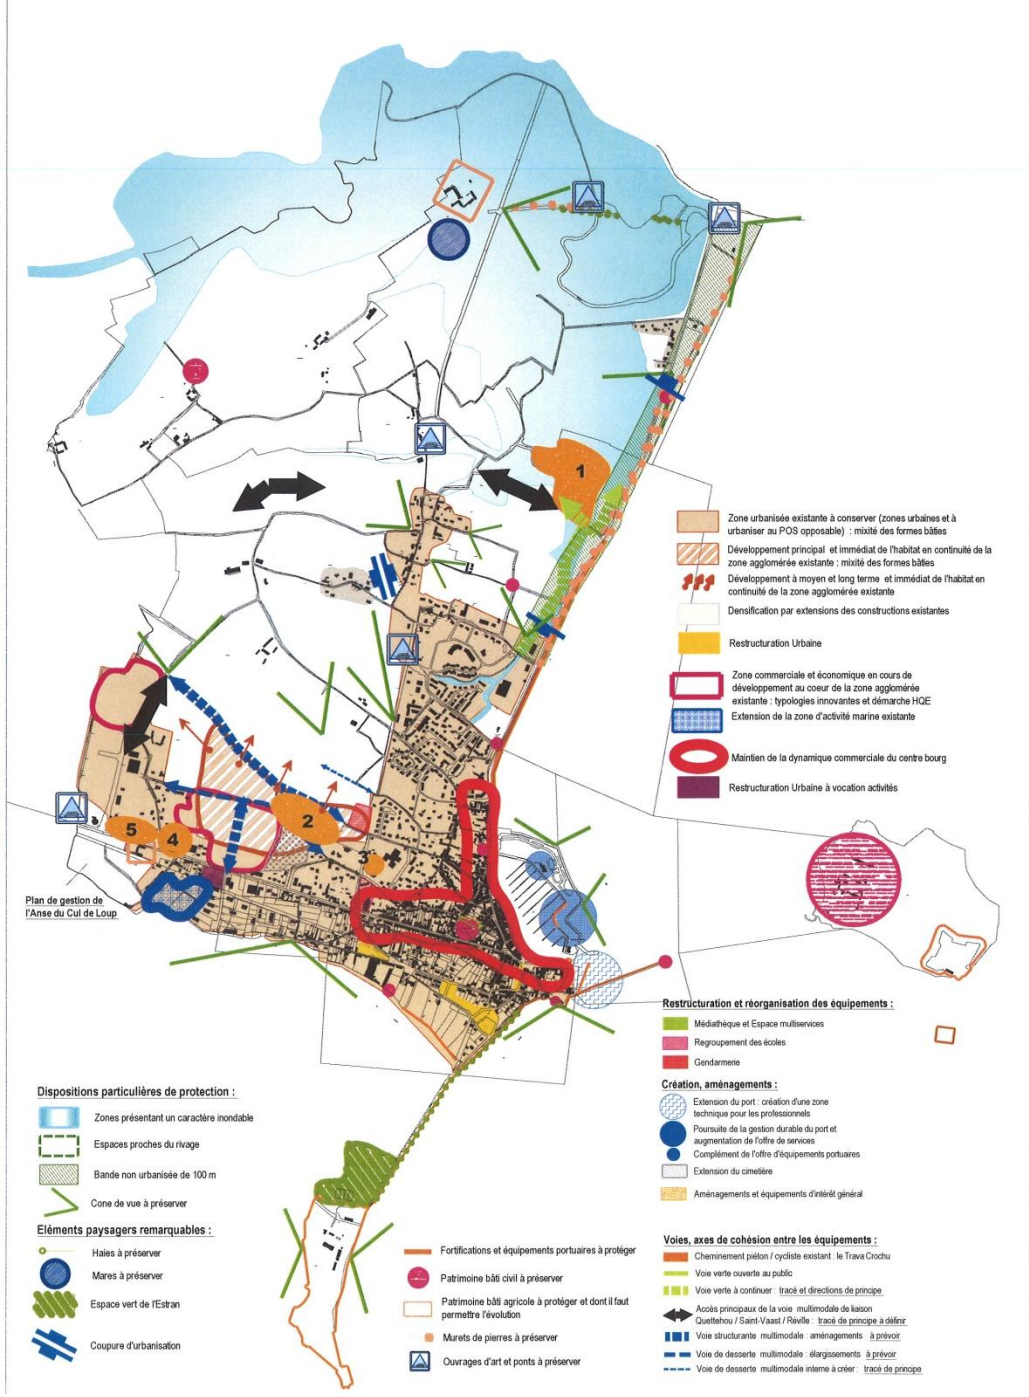 1
Zone urbanisée existante à conserver (zones urbaines et à
urbaniser au POS opposable) : mixité des formes bâties
Développement principal et immédiat de l'habitat en continuité de la
zone agglomérée existante : mixité des formes bâties
Développement à moyen et long terme et immédiat de l'habitat en
continuité de la zone agglomérée existante
Densification par extensions des constructions existantes
Restructuration Urbaine
Zone commerciale et économique en cours de
développement au coeur de la zone agglomérée
existante : typologies innovantes et démarche HQE
Extension de la zone d'activité marine existante
Maintien de la dynamique commerciale du centre bourg
Restructuration Urbaine à vocation activités
5
4
2
3
Plan de gestion de
l'Anse du Cul de Loup
Restructuration et réorganisation des équipements :
Médiathèque et Espace multiservices
Regroupement des écoles
Gendarmerie
Création, aménagements :
Extension du port : création d'une zone
technique pour les professionnels
Poursuite de la gestion durable du port et
augmentation de l'offre de services
Complément de l'offre d'équipements portuaires
Extension du cimetière
Aménagements et équipements d'intérêt général
Dispositions particulières de protection :
Zones présentant un caractère inondable
Espaces proches du rivage
Bande non urbanisée de 100 m
Cone de vue à préserver
Eléments paysagers remarquables :
Haies à préserver
Mares à préserver
Espace vert de l'Estran
Coupure d'urbanisation
Fortifications et équipements portuaires à protéger
Patrimoine bâti civil à préserver
Patrimoine bâti agricole à protéger et dont il faut
permettre l'évolution
Murets de pierres à préserver
Ouvrages d'art et ponts à préserver
Voies, axes de cohésion entre les équipements :
Cheminement piéton / cycliste existant : le Trava Crochu
Voie verte ouverte au public
Voie verte à continuer : tracé et directions de principe
Accès principaux de la voie multimodale de liaison
Quettehou / Saint-Vaast / Réville : tracé de principe à définir
Voie structurante multimodale : aménagements à prévoir
Voie de desserte multimodale : élargissements à prévoir
Voie de desserte multimodale interne à créer : tracé de principe